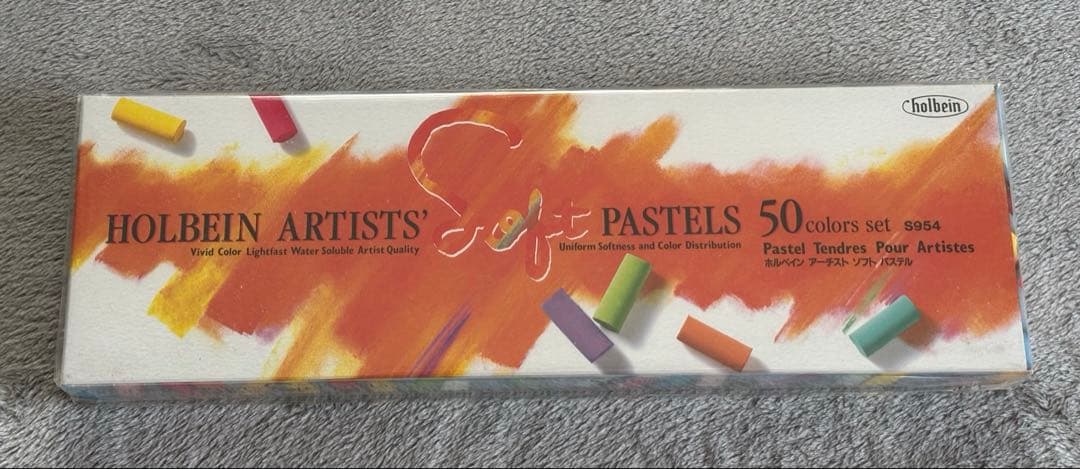 holbein
HOLBEIN ARTISTS' Soft PASTELS 50 colors set S954
Vivid Color Lightfast Water Soluble Artist Quality
Uniform Softness and Color Distribution
Pastel Tendres Pour Artistes
ホルベイン アーチスト ソフト パステル